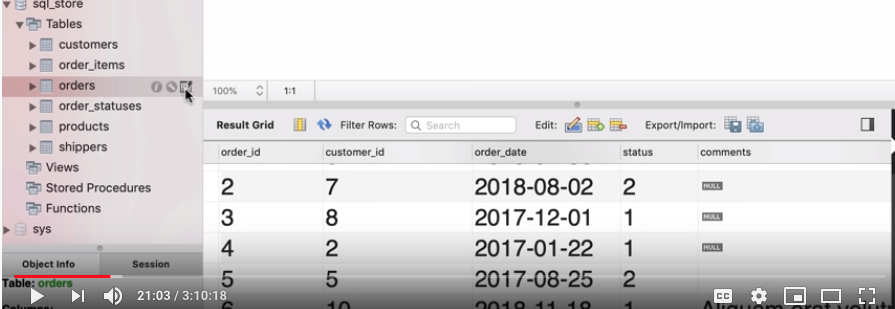 sql_store
Tables
customers
order_items
orders
order_statuses
products
shippers
Views
Stored Procedures
Functions
sys
Object Info Session
Table: orders
100% 1:1
Result Grid Filter Rows: Search Edit: Export/Import:
order_id customer_id order_date status comments
2 7 2018-08-02 2 NULL
3 8 2017-12-01 1 NULL
4 2 2017-01-22 1 NULL
5 5 2017-08-25 2
6 10 2018-11-18 1
21:03 / 3:10:18
CC